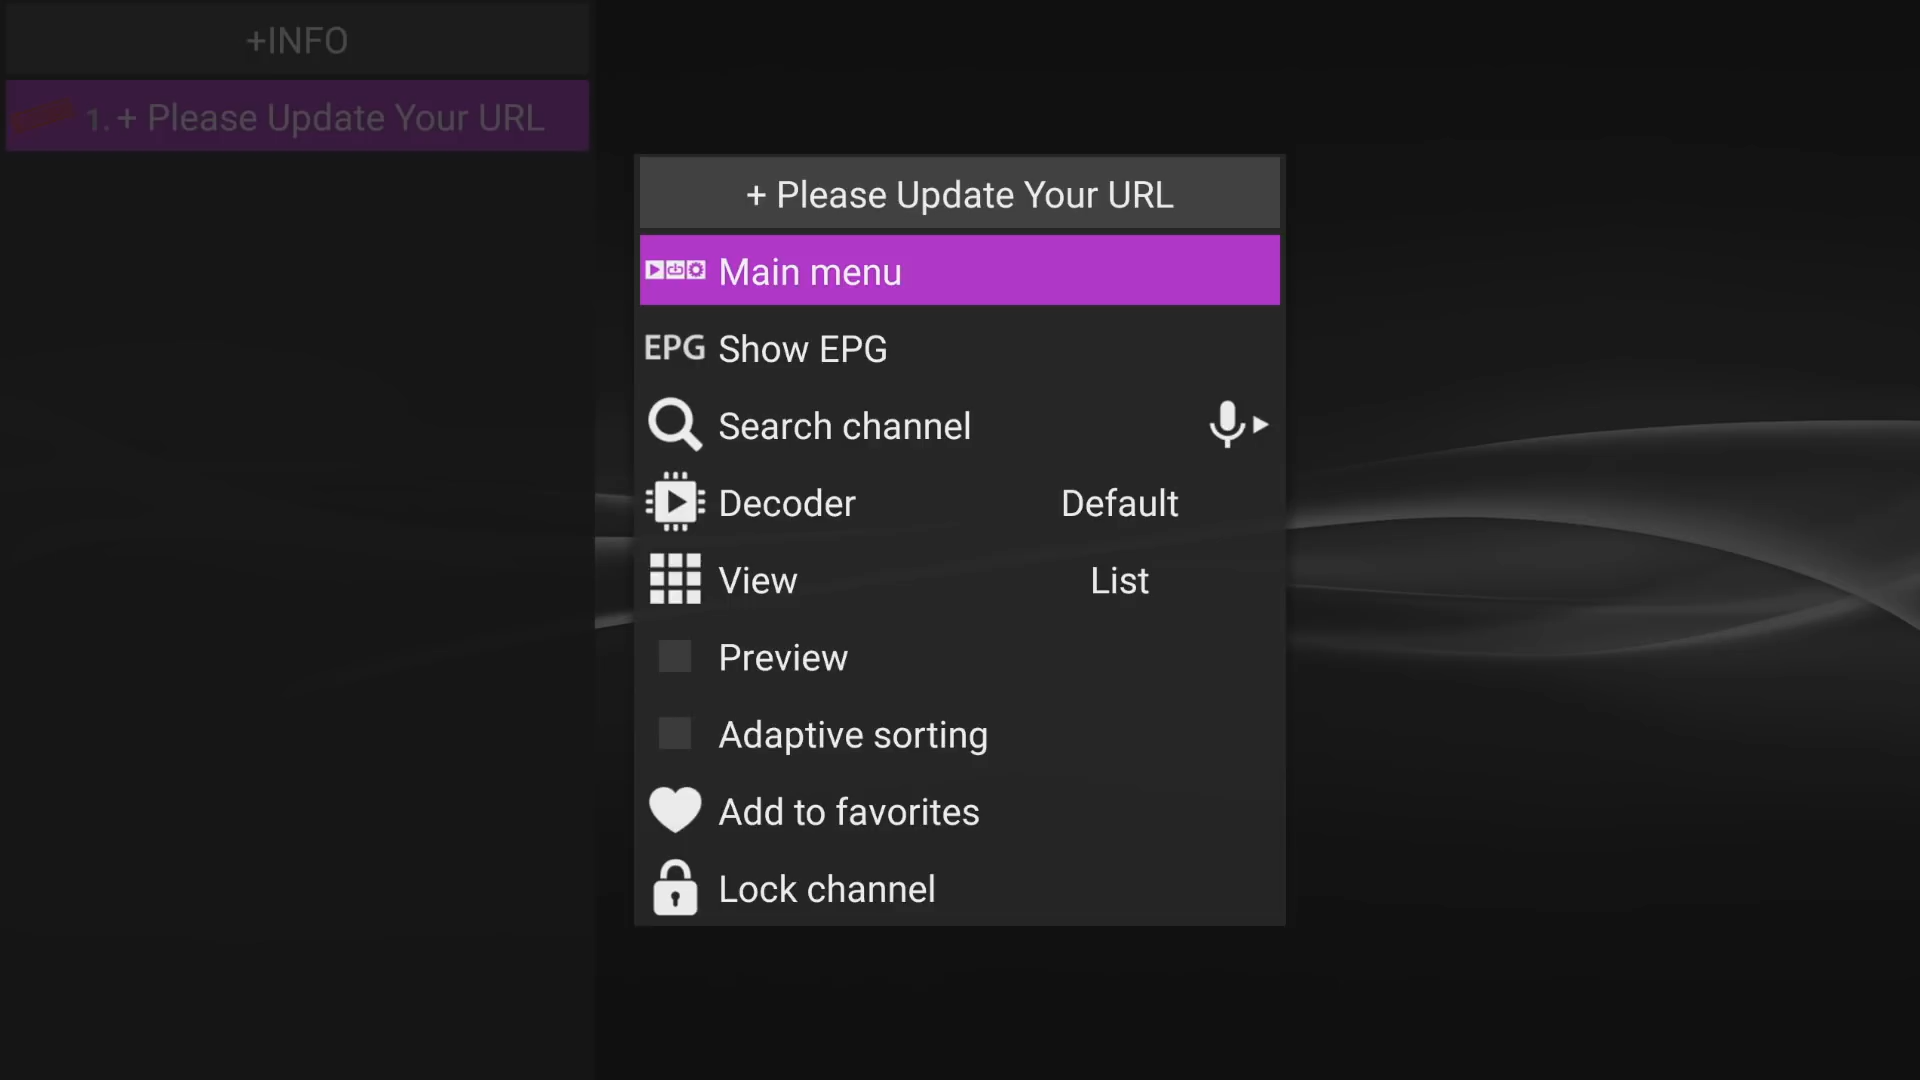 +INFO
1. + Please Update Your URL
+ Please Update Your URL
Main menu
EPG Show EPG
Search channel
Decoder Default
View List
Preview
Adaptive sorting
Add to favorites
Lock channel